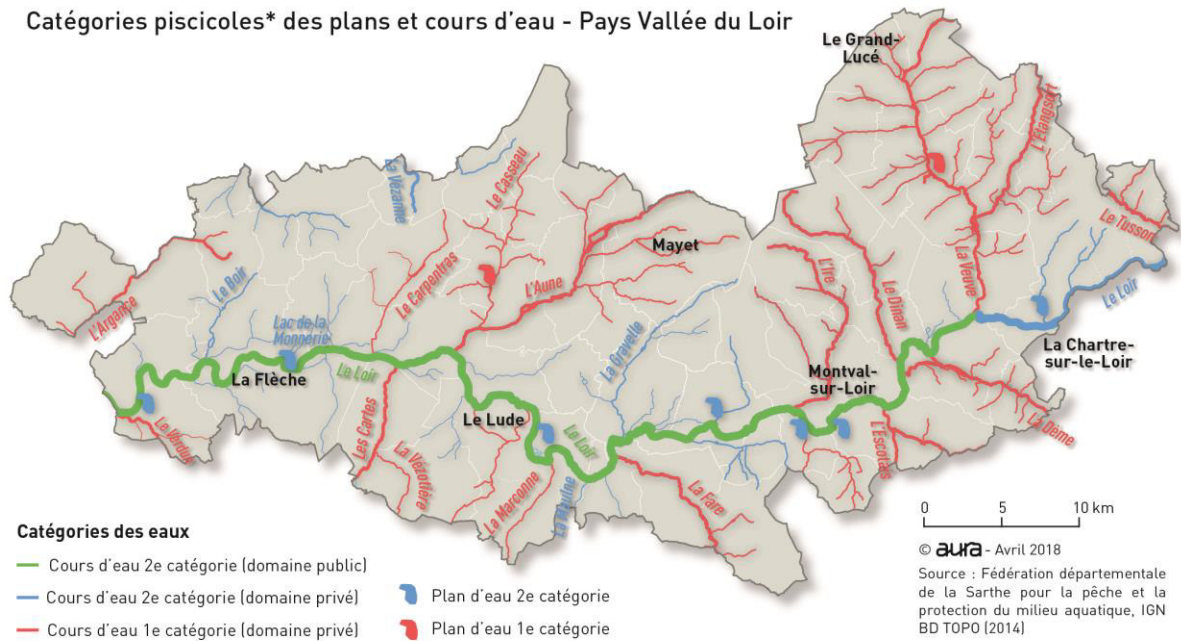 Catégories piscicoles* des plans et cours d'eau - Pays Vallée du Loir
Le Grand-
Lucé
L'Etangsort
La Vézanne
Le Casseau
Le Tusson
Mayet
L'Ire
La Veuve
Le Carpentras
L'Aune
Le Dinan
Le Boir
L'Argance
Le Loir
Lac de la
Monnerie
La Gravelle
La Chartre-
sur-le-Loir
La Flèche
Le Loir
Montval-
sur-Loir
Le Lude
Les Cartes
Le Verdun
La Dême
Le Loir
L'Escotais
La Vézotière
La Marconne
La Maulne
La Fare
0 5 10 km
Catégories des eaux
Cours d'eau 2e catégorie (domaine public)
Cours d'eau 2e catégorie (domaine privé)
Cours d'eau 1e catégorie (domaine privé)
Plan d'eau 2e catégorie
Plan d'eau 1e catégorie
© aura - Avril 2018
Source : Fédération départementale
de la Sarthe pour la pêche et la
protection du milieu aquatique, IGN
BD TOPO (2014)